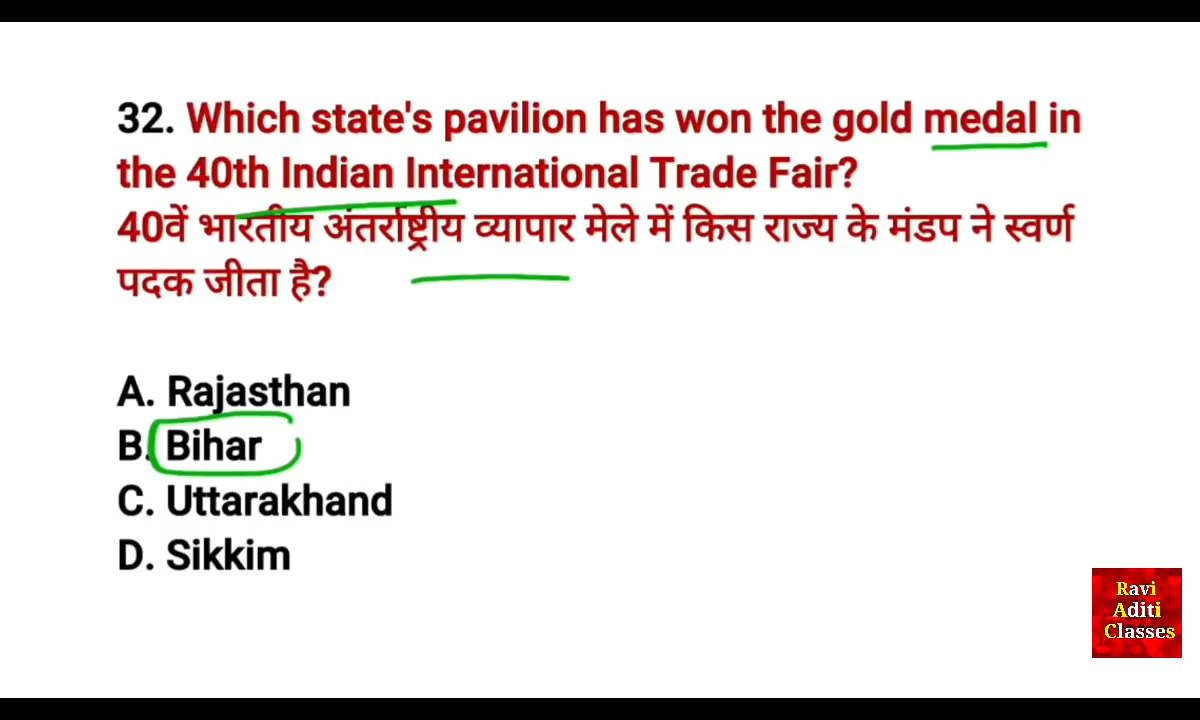 32. Which state's pavilion has won the gold medal in
the 40th Indian International Trade Fair?
40वें भारतीय अंतर्राष्ट्रीय व्यापार मेले में किस राज्य के मंडप ने स्वर्ण
पदक जीता है?
A. Rajasthan
B. Bihar
C. Uttarakhand
D. Sikkim
Ravi
Aditi
Classes